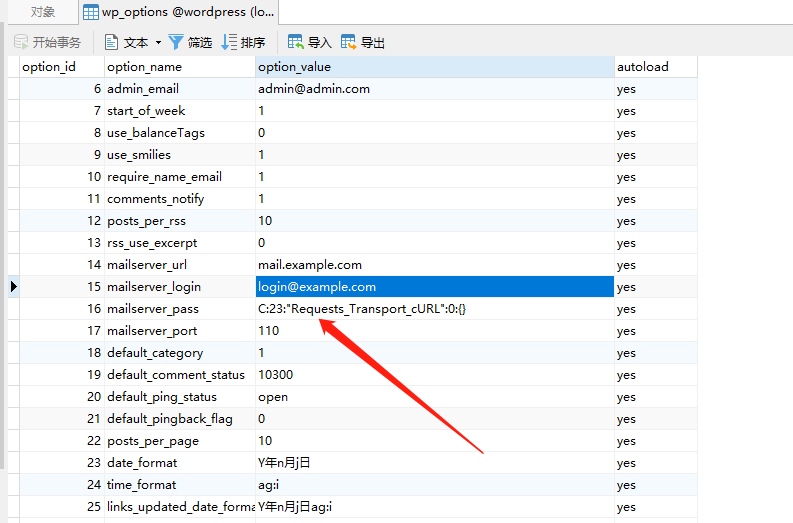 对象 wp_options @wordpress (lo...
开始事务 文本 筛选 排序 导入 导出
option_id option_name option_value autoload
6 admin_email admin@admin.com yes
7 start_of_week 1 yes
8 use_balanceTags 0 yes
9 use_smilies 1 yes
10 require_name_email 1 yes
11 comments_notify 1 yes
12 posts_per_rss 10 yes
13 rss_use_excerpt 0 yes
14 mailserver_url mail.example.com yes
15 mailserver_login login@example.com yes
16 mailserver_pass C:23:"Requests_Transport_cURL":0:{} yes
17 mailserver_port 110 yes
18 default_category 1 yes
19 default_comment_status 10300 yes
20 default_ping_status open yes
21 default_pingback_flag 0 yes
22 posts_per_page 10 yes
23 date_format Y年n月j日 yes
24 time_format ag:i yes
25 links_updated_date_forma Y年n月j日ag:i yes